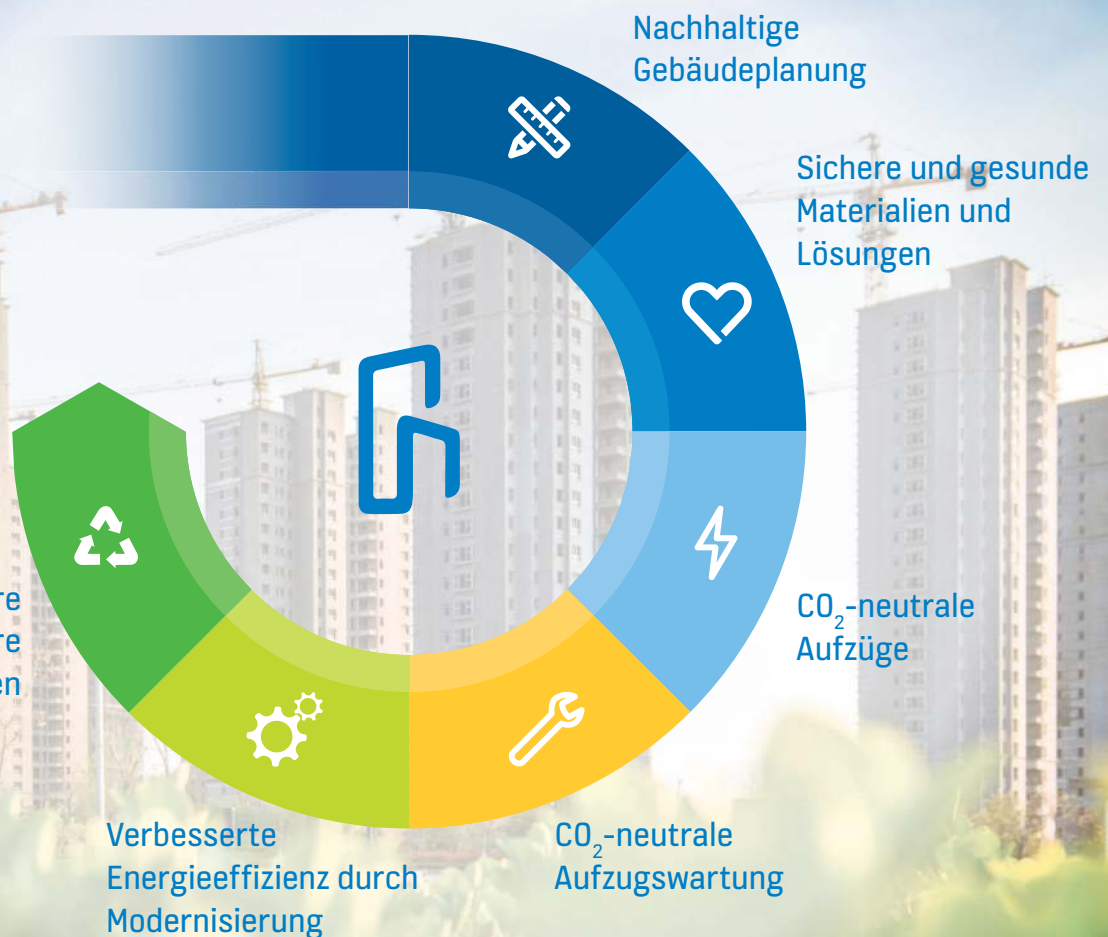 Nachhaltige
Gebäudeplanung
Sichere und gesunde
Materialien und
Lösungen
CO₂-neutrale
Aufzüge
CO₂-neutrale
Aufzugswartung
Verbesserte
Energieeffizienz durch
Modernisierung